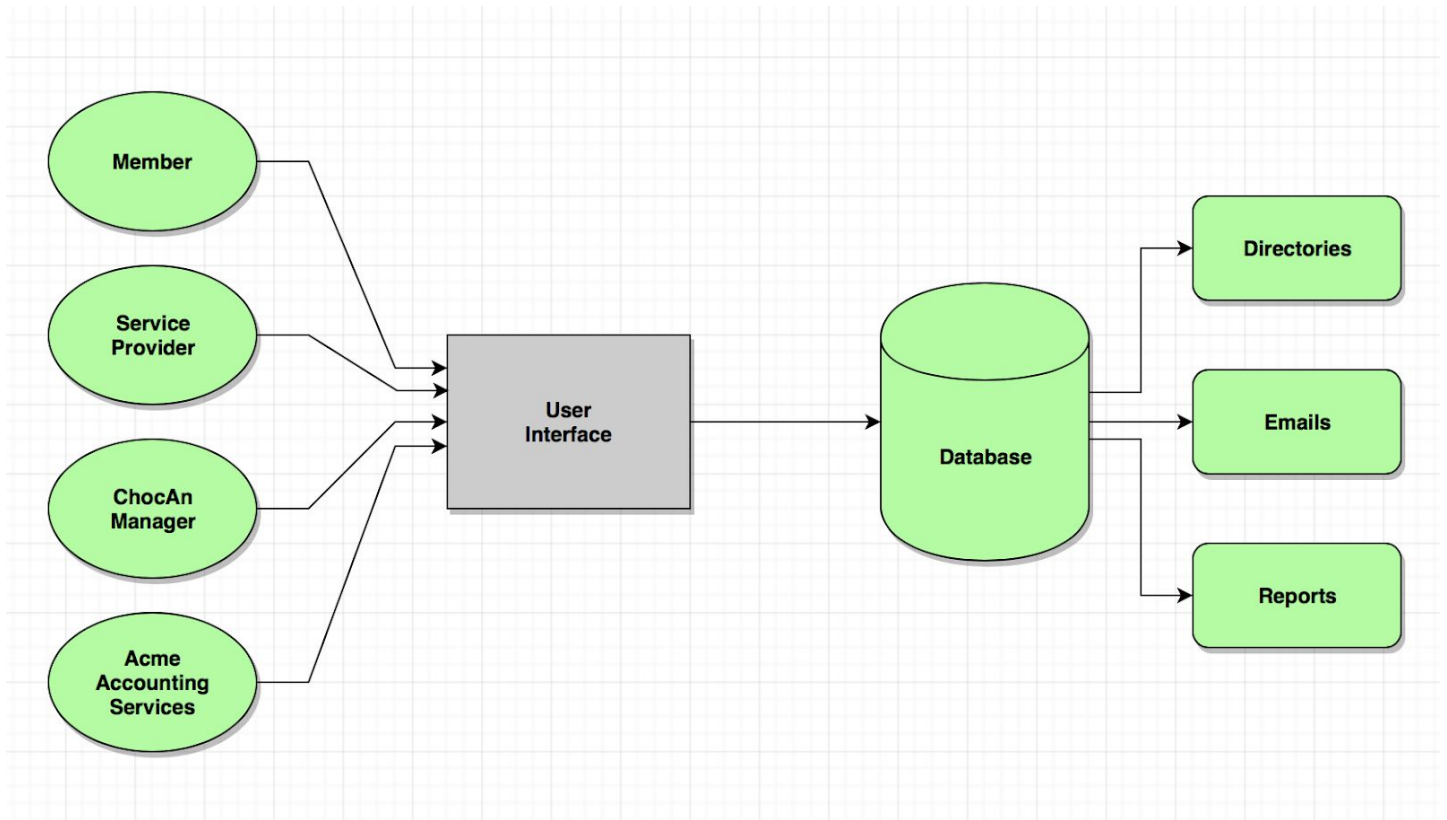 Member
Service
Provider
ChocAn
Manager
Acme
Accounting
Services
User
Interface
Database
Directories
Emails
Reports